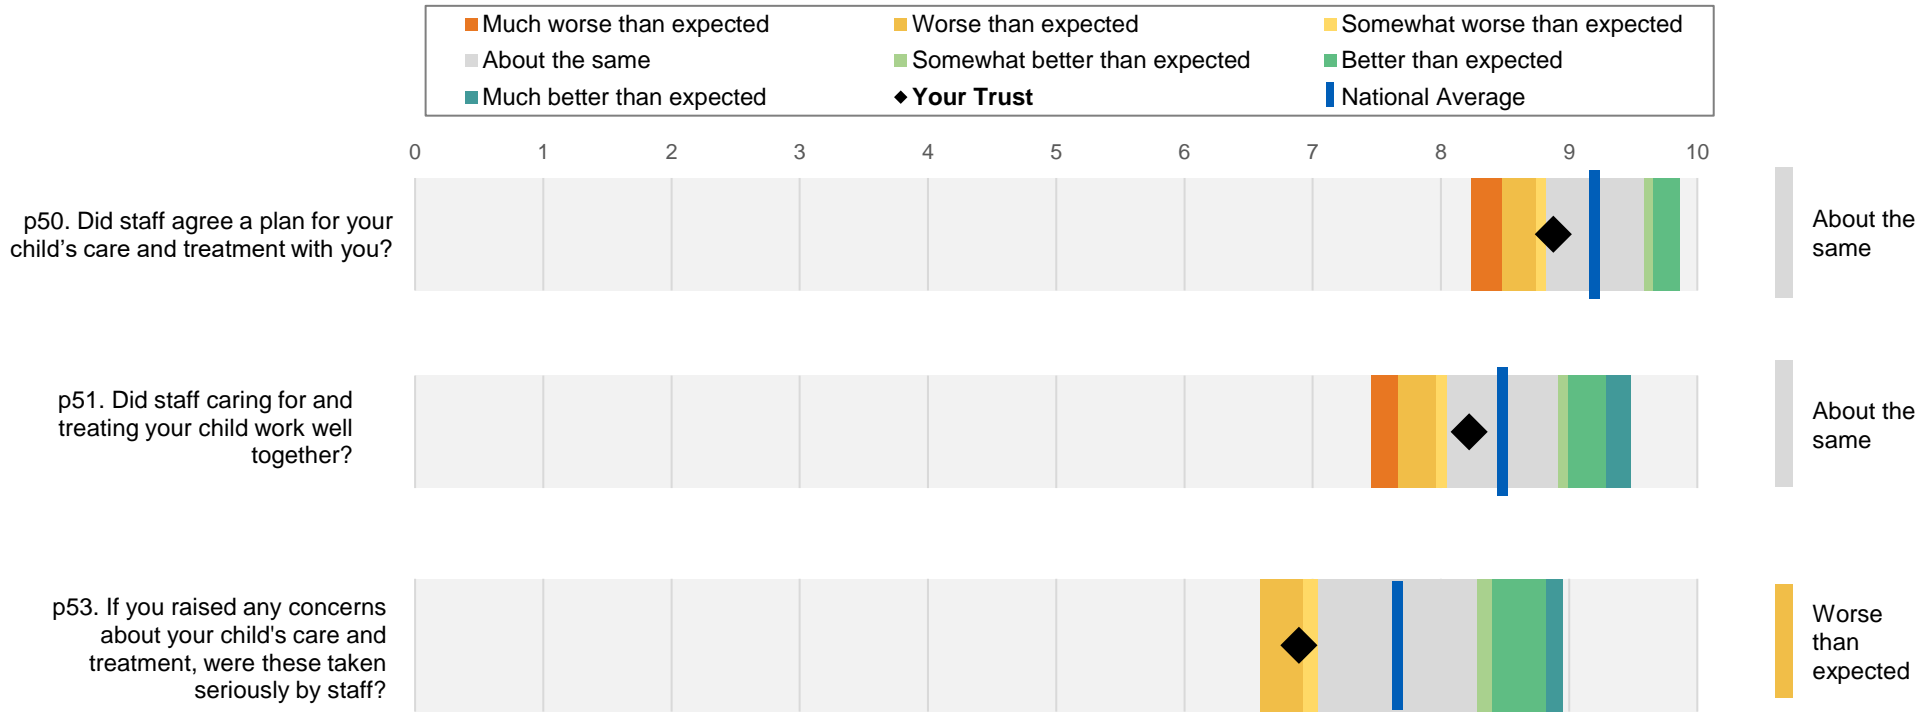 Much worse than expected
Worse than expected
Somewhat worse than expected
About the same
Somewhat better than expected
Better than expected
Much better than expected
Your Trust
National Average
0 1 2 3 4 5 6 7 8 9 10
p50. Did staff agree a plan for your
child’s care and treatment with you?
About the
same
p51. Did staff caring for and
treating your child work well
together?
About the
same
p53. If you raised any concerns
about your child's care and
treatment, were these taken
seriously by staff?
Worse
than
expected